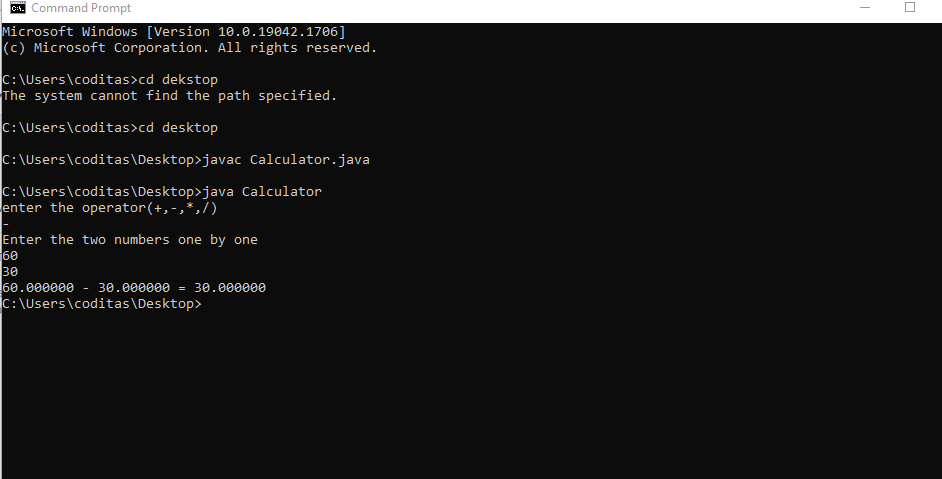 Command Prompt
Microsoft Windows [Version 10.0.19042.1706]
(c) Microsoft Corporation. All rights reserved.
C:\Users\coditas>cd dekstop
The system cannot find the path specified.
C:\Users\coditas>cd desktop
C:\Users\coditas\Desktop>javac Calculator.java
C:\Users\coditas\Desktop>java Calculator
enter the operator(+,-,*,/)
-
Enter the two numbers one by one
60
30
60.000000 - 30.000000 = 30.000000
C:\Users\coditas\Desktop>